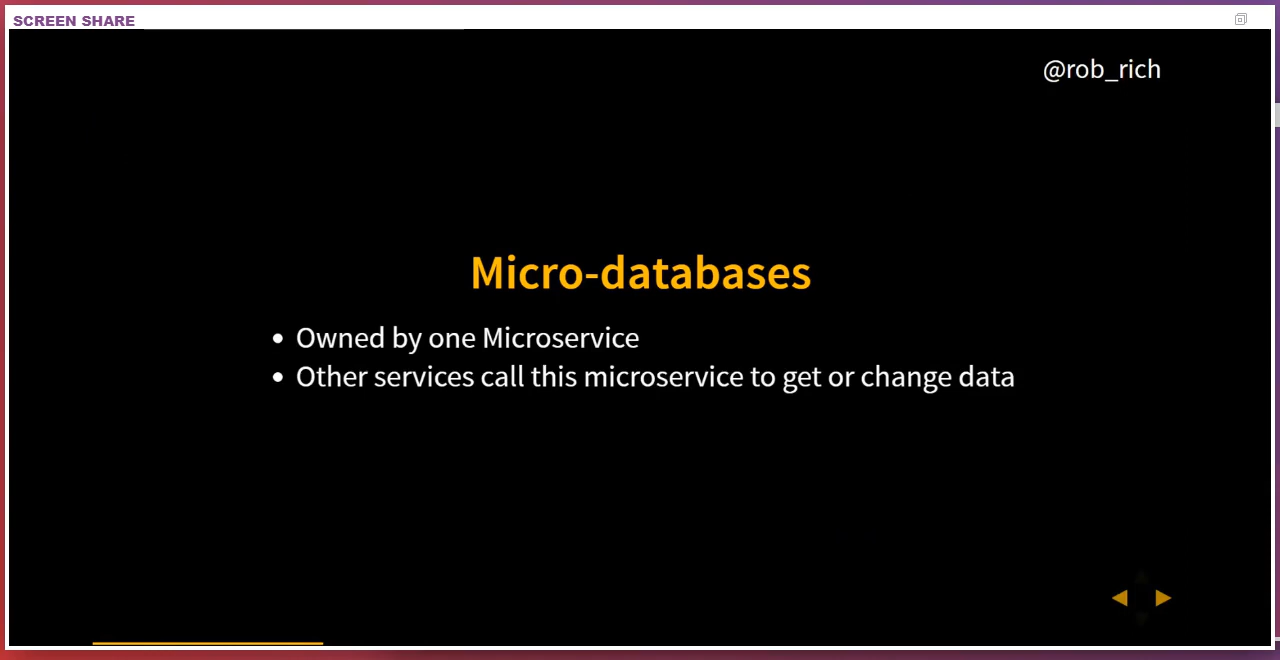 SCREEN SHARE
@rob_rich
Micro-databases
Owned by one Microservice
Other services call this microservice to get or change data